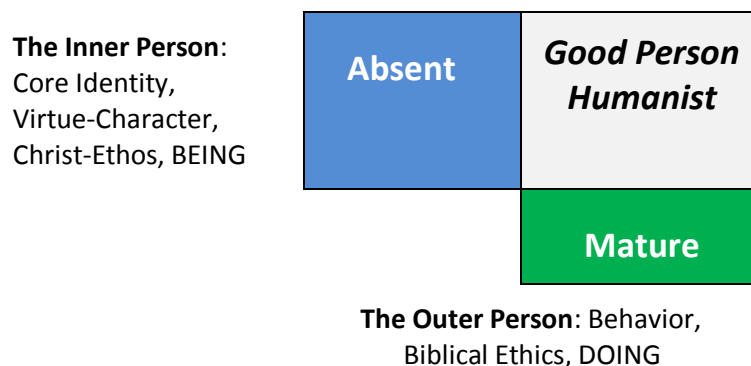 The Inner Person:
Core Identity,
Virtue-Character,
Christ-Ethos, BEING
Absent
Good Person
Humanist
Mature
The Outer Person: Behavior,
Biblical Ethics, DOING